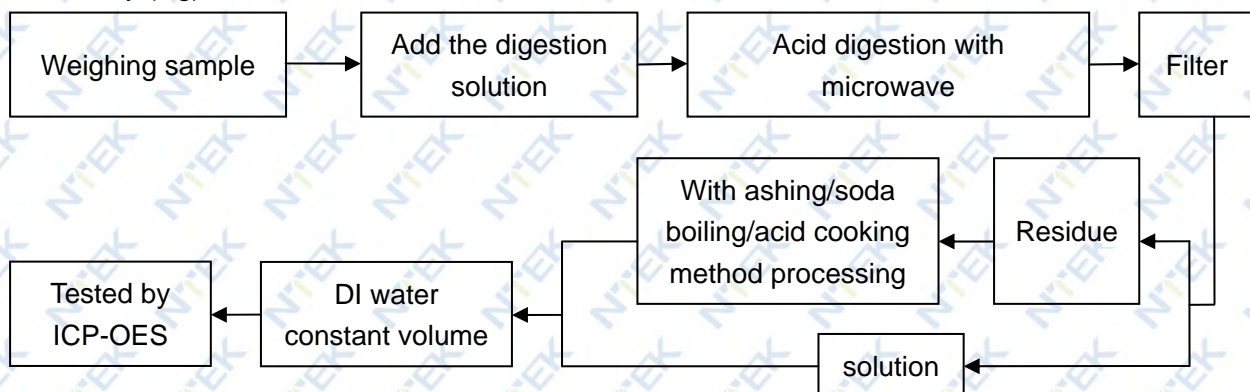 Weighing sample
Add the digestion
solution
Acid digestion with
microwave
Filter
With ashing/soda
boiling/acid cooking
method processing
Residue
Tested by
ICP-OES
DI water
constant volume
solution
NTEK